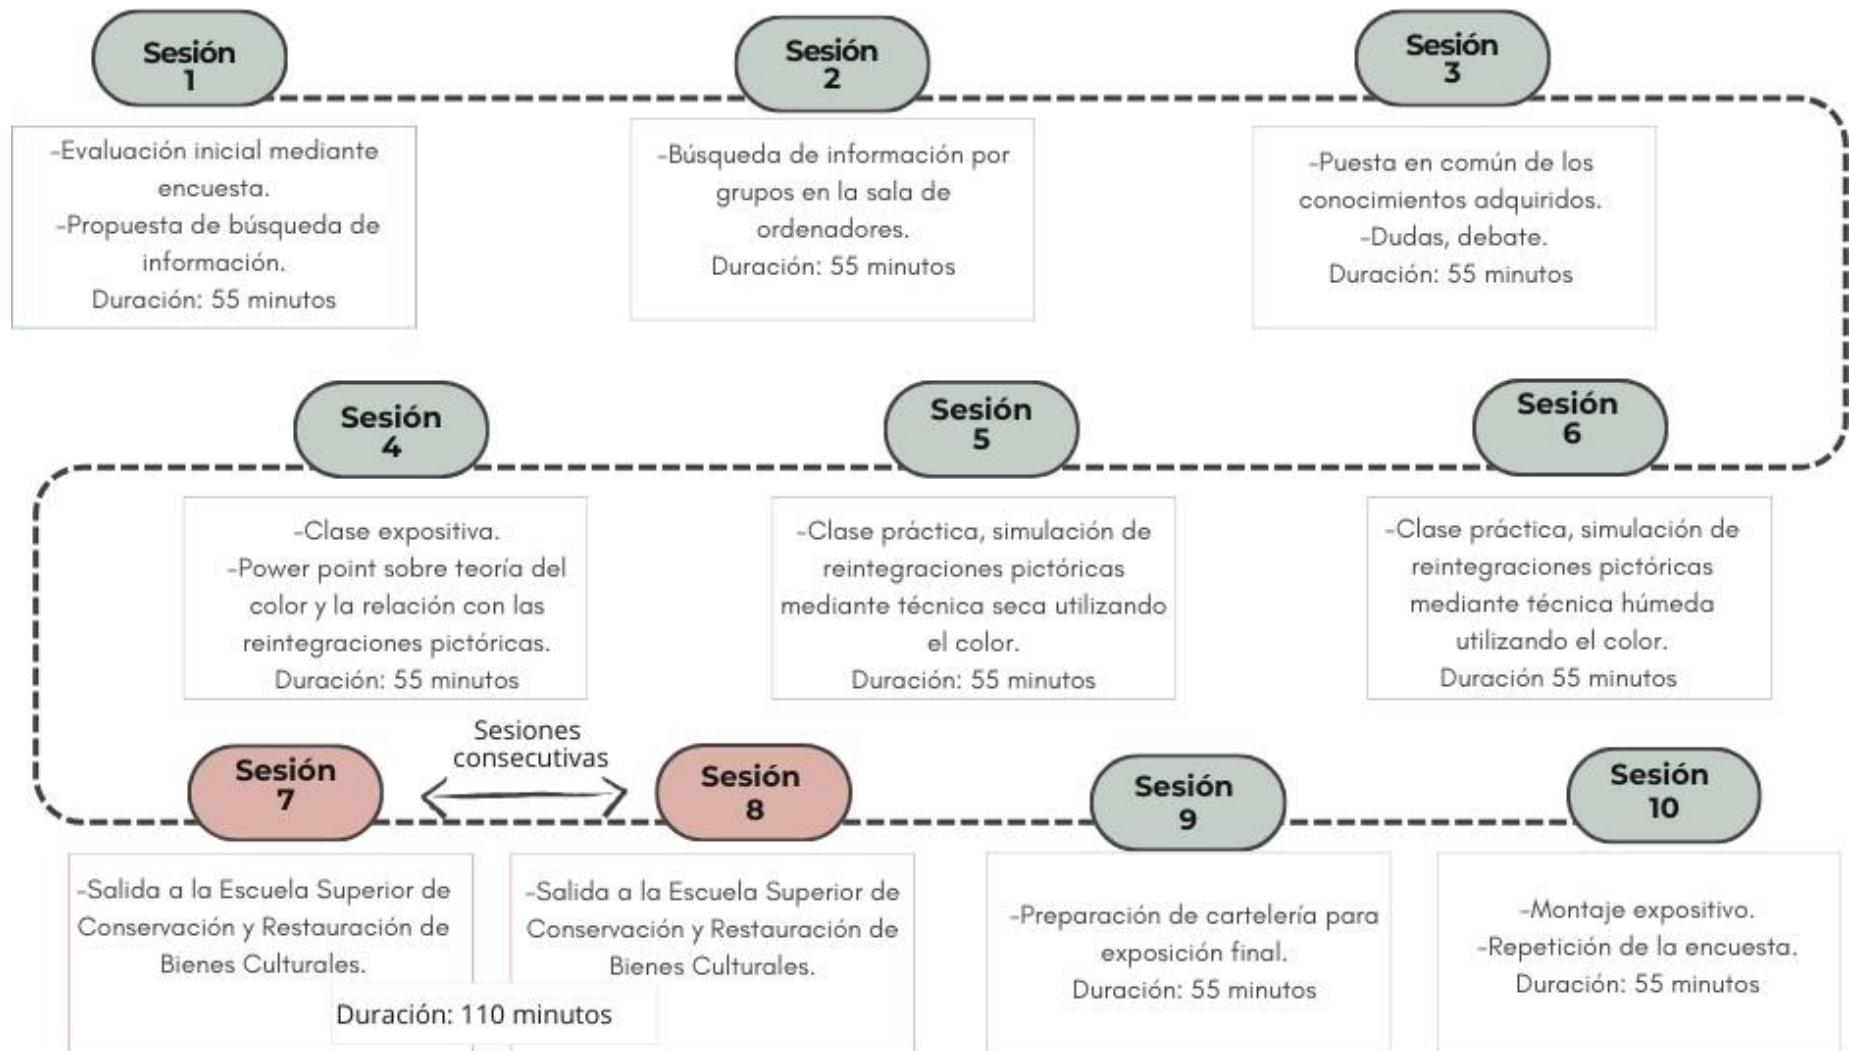 Sesión
1
-Evaluación inicial mediante
encuesta.
-Propuesta de búsqueda de
información.
Duración: 55 minutos
Sesión
2
-Búsqueda de información por
grupos en la sala de
ordenadores.
Duración: 55 minutos
Sesión
3
-Puesta en común de los
conocimientos adquiridos.
-Dudas, debate.
Duración: 55 minutos
Sesión
4
-Clase expositiva.
-Power point sobre teoría del
color y la relación con las
reintegraciones pictóricas.
Duración: 55 minutos
Sesión
5
-Clase práctica, simulación de
reintegraciones pictóricas
mediante técnica seca utilizando
el color.
Duración: 55 minutos
Sesión
6
-Clase práctica, simulación de
reintegraciones pictóricas
mediante técnica húmeda
utilizando el color.
Duración 55 minutos
Sesión
7
Sesiones
consecutivas
Sesión
8
-Salida a la Escuela Superior de
Conservación y Restauración de
Bienes Culturales.
-Salida a la Escuela Superior de
Conservación y Restauración de
Bienes Culturales.
Duración: 110 minutos
Sesión
9
-Preparación de cartelería para
exposición final.
Duración: 55 minutos
Sesión
10
-Montaje expositivo.
-Repetición de la encuesta.
Duración: 55 minutos